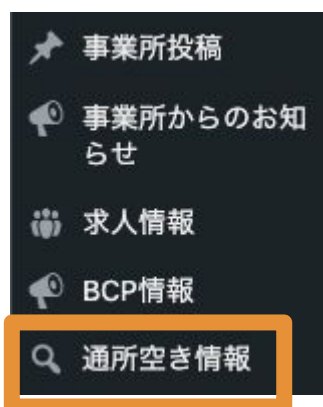 事業所投稿
事業所からのお知
らせ
求人情報
BCP情報
通所空き情報